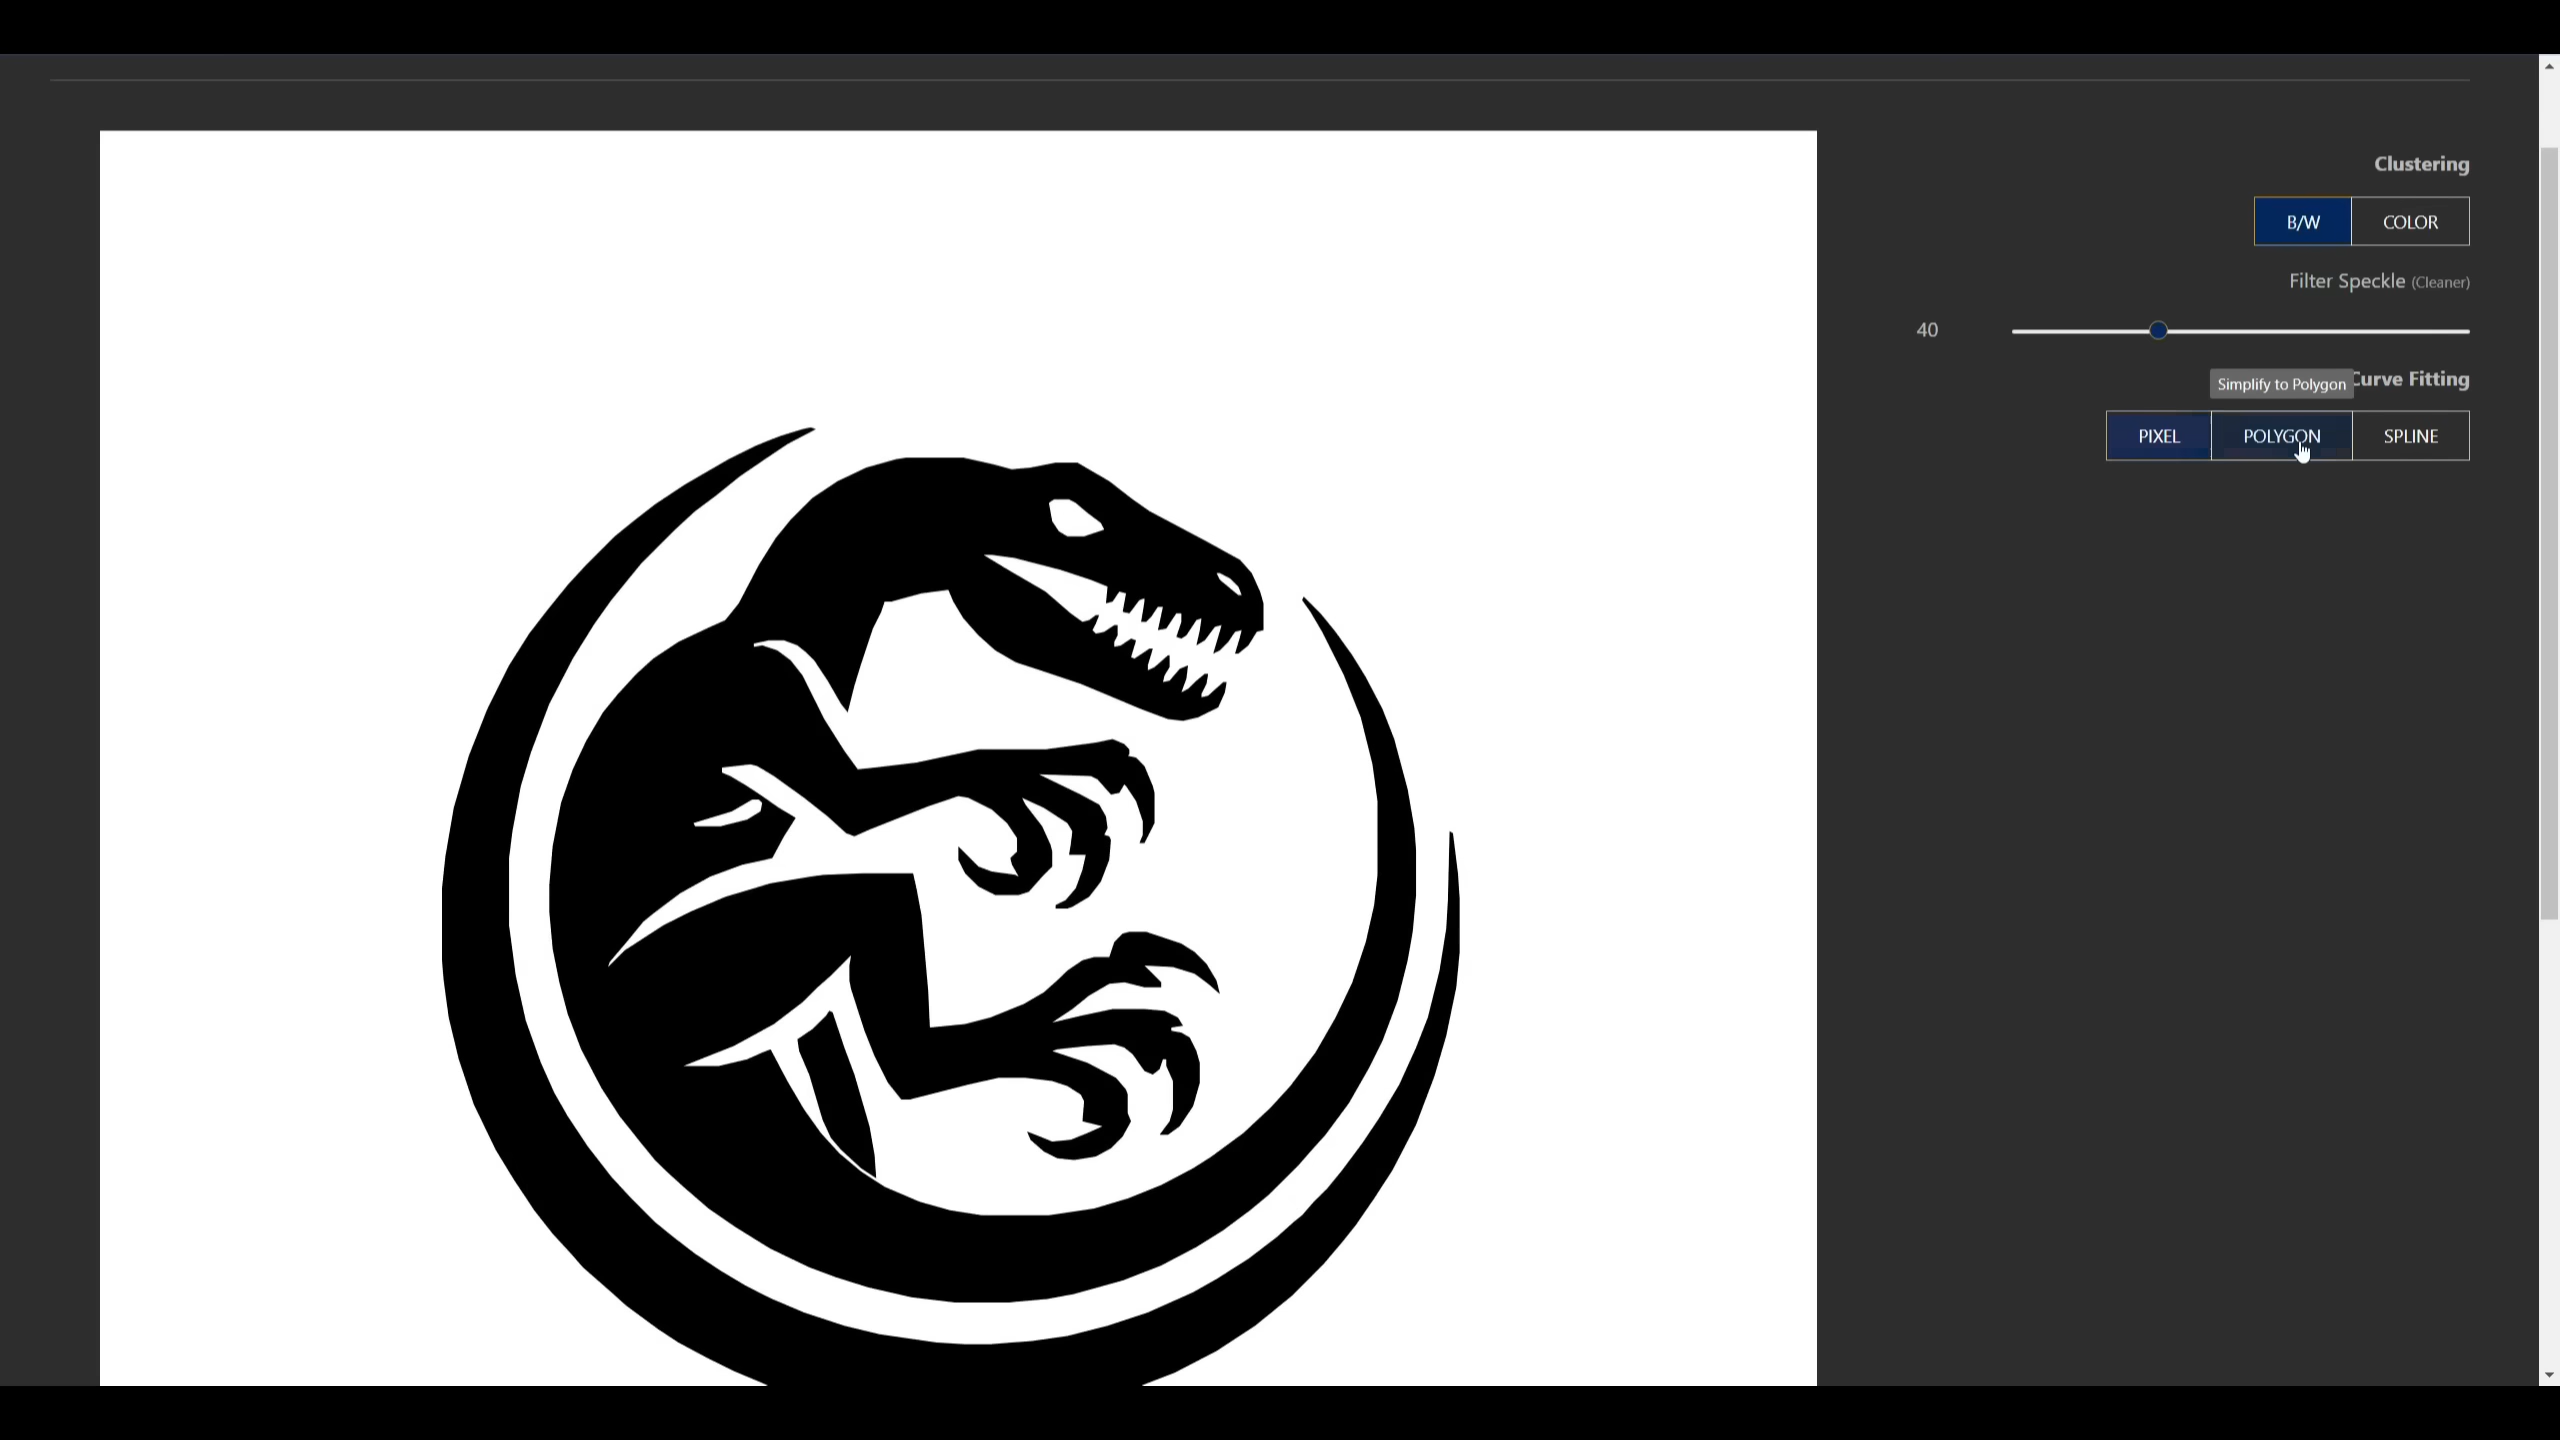 Clustering
B/W COLOR
Filter Speckle (Cleaner)
40
Simplify to Polygon Curve Fitting
PIXEL POLYGON SPLINE